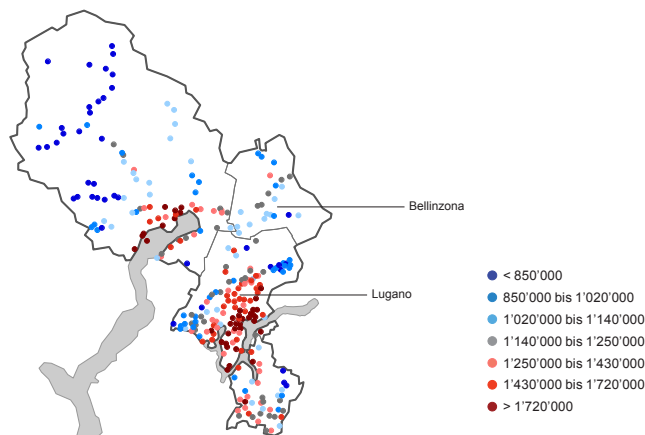 Bellinzona
Lugano
< 850’000
850’000 bis 1’020’000
1’020’000 bis 1’140’000
1’140’000 bis 1’250’000
1’250’000 bis 1’430’000
1’430’000 bis 1’720’000
> 1’720’000